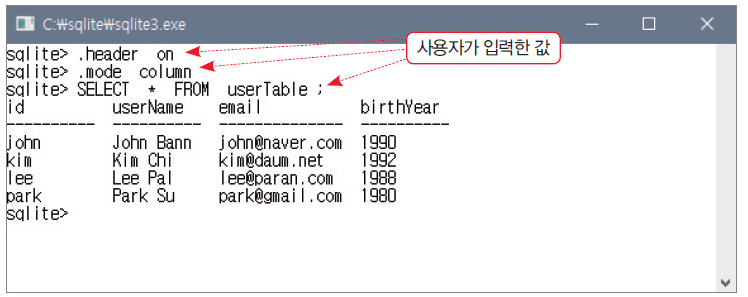 C:\sqlite\sqlite3.exe
sqlite> .header on
사용자가 입력한 값
sqlite> .mode column
sqlite> SELECT * FROM userTable ;
id userName email birthYear
---------- ---------- -------------- ----------
john John Bann john@naver.com 1990
kim Kim Chi kim@daum.net 1992
lee Lee Pal lee@paran.com 1988
park Park Su park@gmail.com 1980
sqlite>